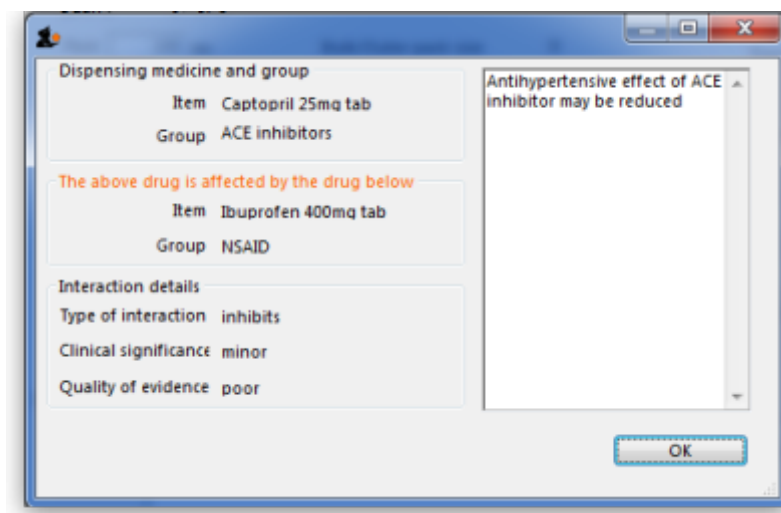 Dispensing medicine and group
Item Captopril 25mg tab
Group ACE inhibitors
The above drug is affected by the drug below
Item Ibuprofen 400mg tab
Group NSAID
Interaction details
Type of interaction inhibits
Clinical significance minor
Quality of evidence poor
Antihypertensive effect of ACE
inhibitor may be reduced
OK